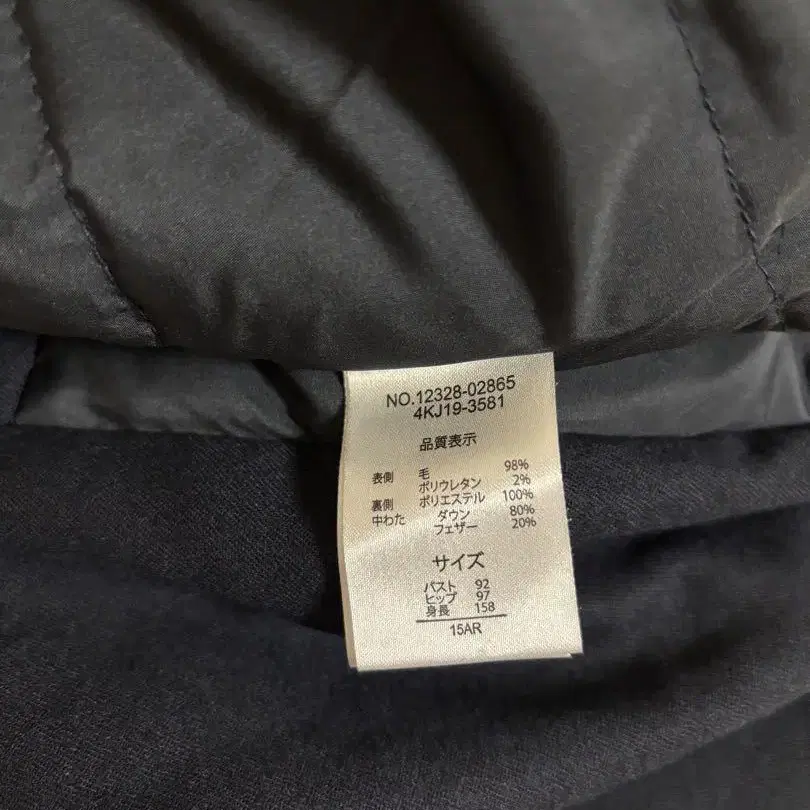 NO.12328-02865
4KJ19-3581
品質表示
表側 毛 98%
ポリウレタン 2%
裏側 ポリエステル 100%
中わた ダウン 80%
フェザー 20%
サイズ
バスト 92
ヒップ 97
身長 158
15AR